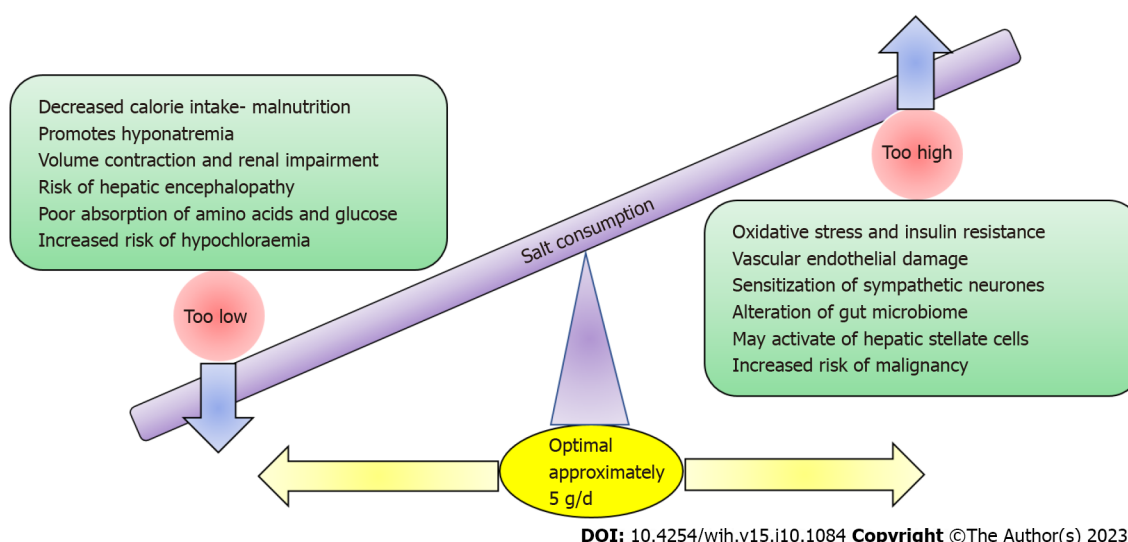 Decreased calorie intake- malnutrition
Promotes hyponatremia
Volume contraction and renal impairment
Risk of hepatic encephalopathy
Poor absorption of amino acids and glucose
Increased risk of hypochloraemia
Too low
Salt consumption
Too high
Oxidative stress and insulin resistance
Vascular endothelial damage
Sensitization of sympathetic neurones
Alteration of gut microbiome
May activate of hepatic stellate cells
Increased risk of malignancy
Optimal
approximately
5 g/d
DOI: 10.4254/wjh.v15.i10.1084 Copyright ©The Author(s) 2023